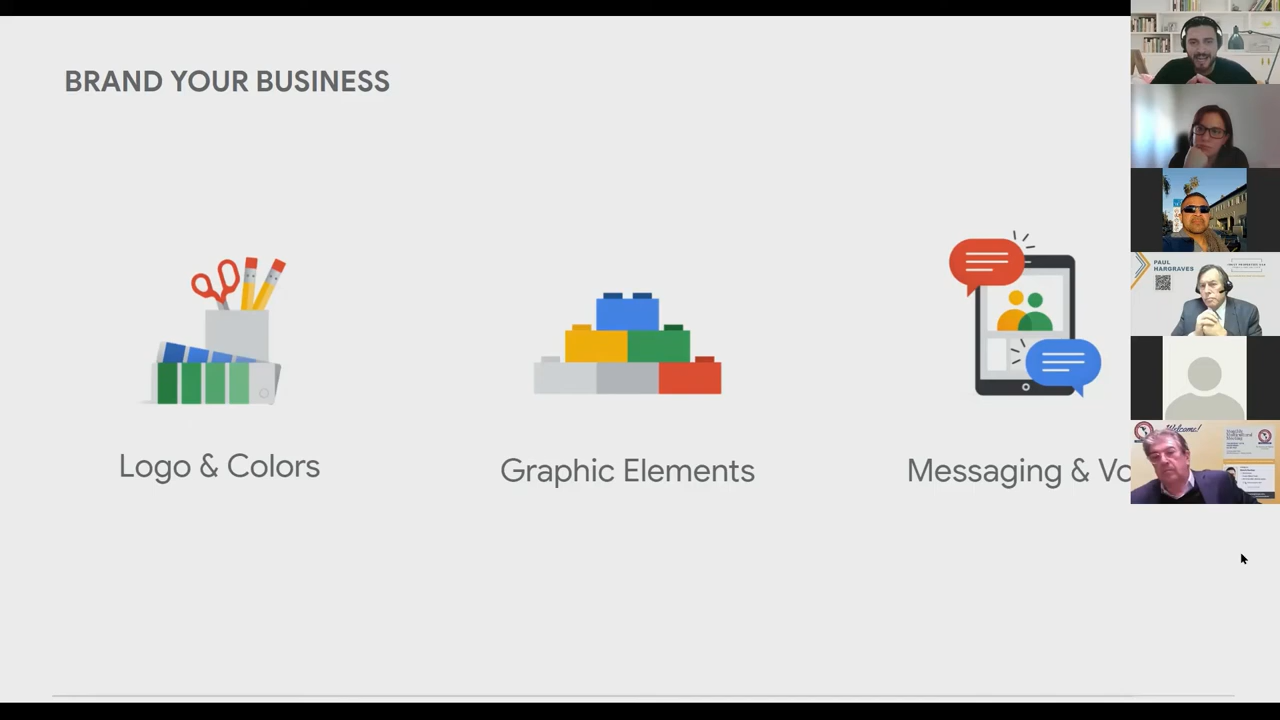 BRAND YOUR BUSINESS
Logo & Colors
Graphic Elements
Messaging & Vo
PAUL
HARGRAVES
Welcome!